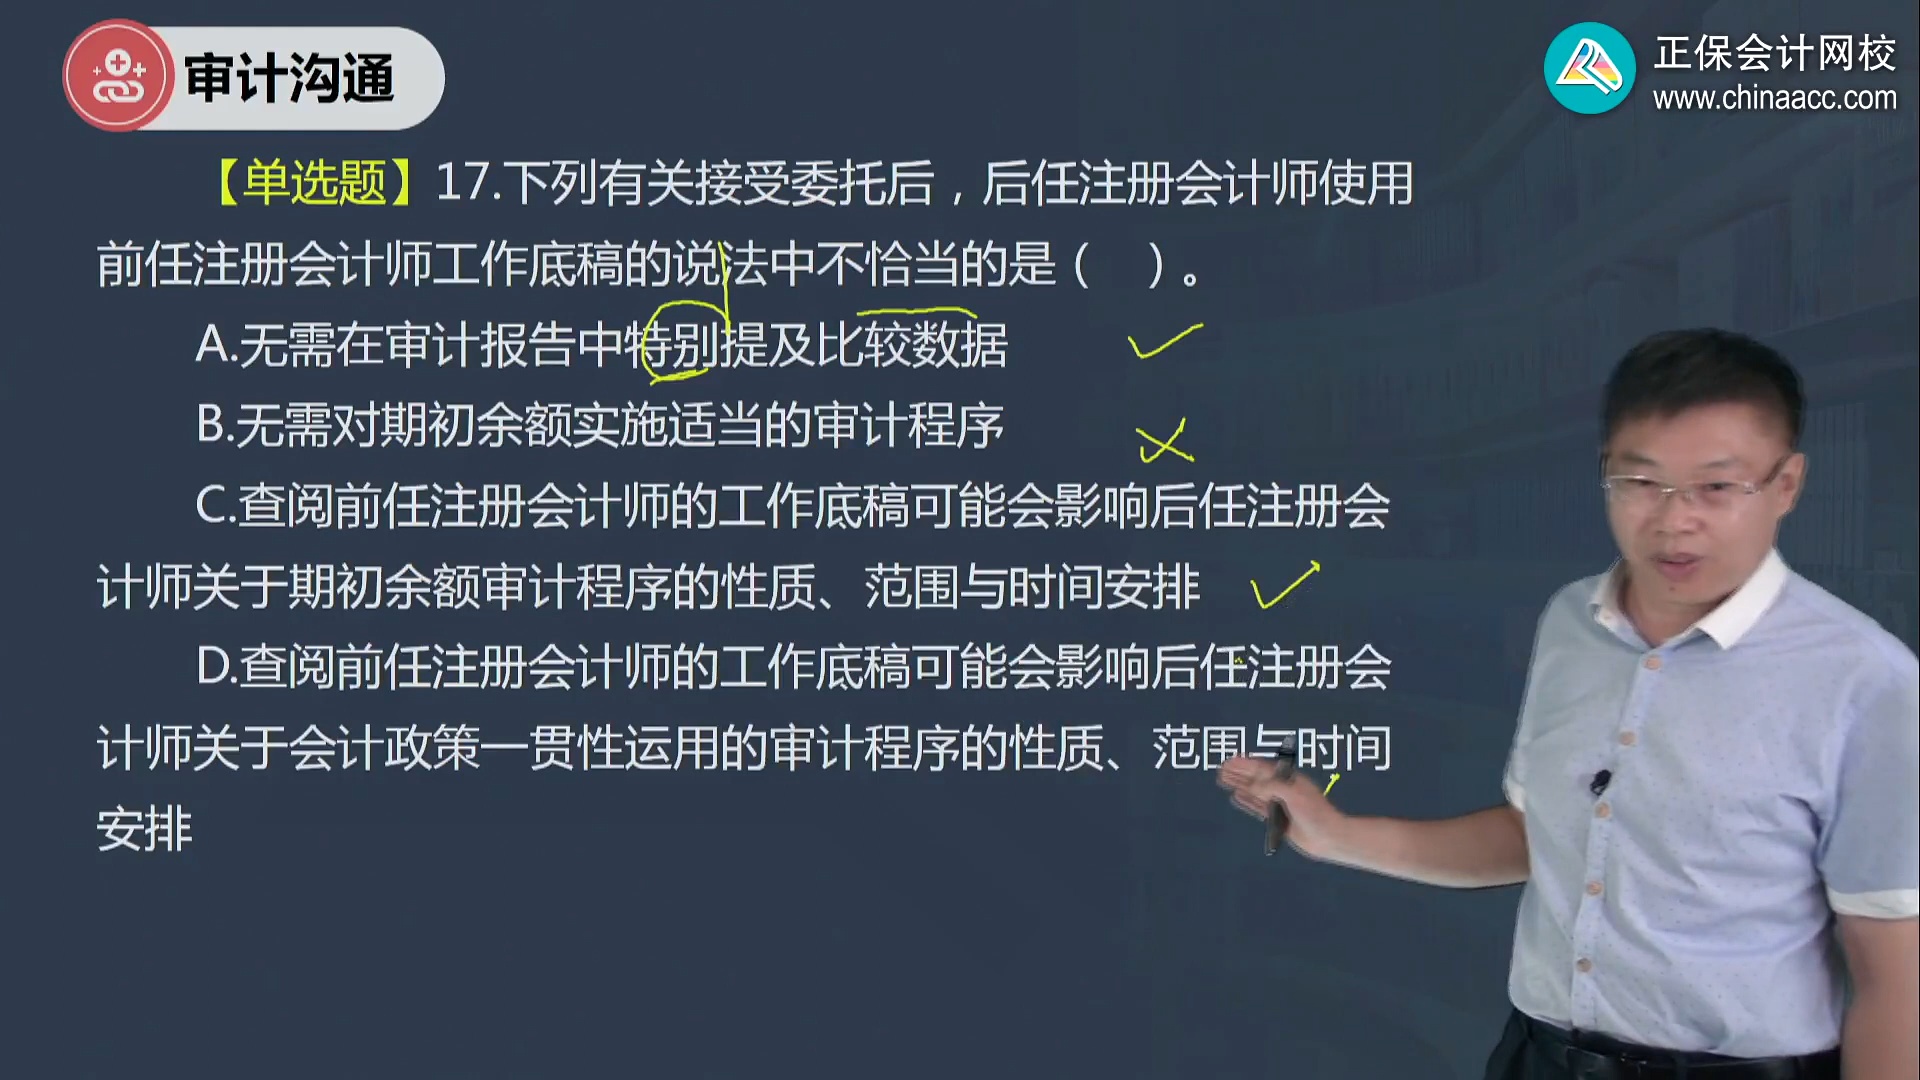 审计沟通
正保会计网校
www.chinaacc.com
【单选题】17.下列有关接受委托后，后任注册会计师使用
前任注册会计师工作底稿的说法中不恰当的是（ ）。
A.无需在审计报告中特别提及比较数据
B.无需对期初余额实施适当的审计程序
C.查阅前任注册会计师的工作底稿可能会影响后任注册会
计师关于期初余额审计程序的性质、范围与时间安排
D.查阅前任注册会计师的工作底稿可能会影响后任注册会
计师关于会计政策一贯性运用的审计程序的性质、范围与时间
安排